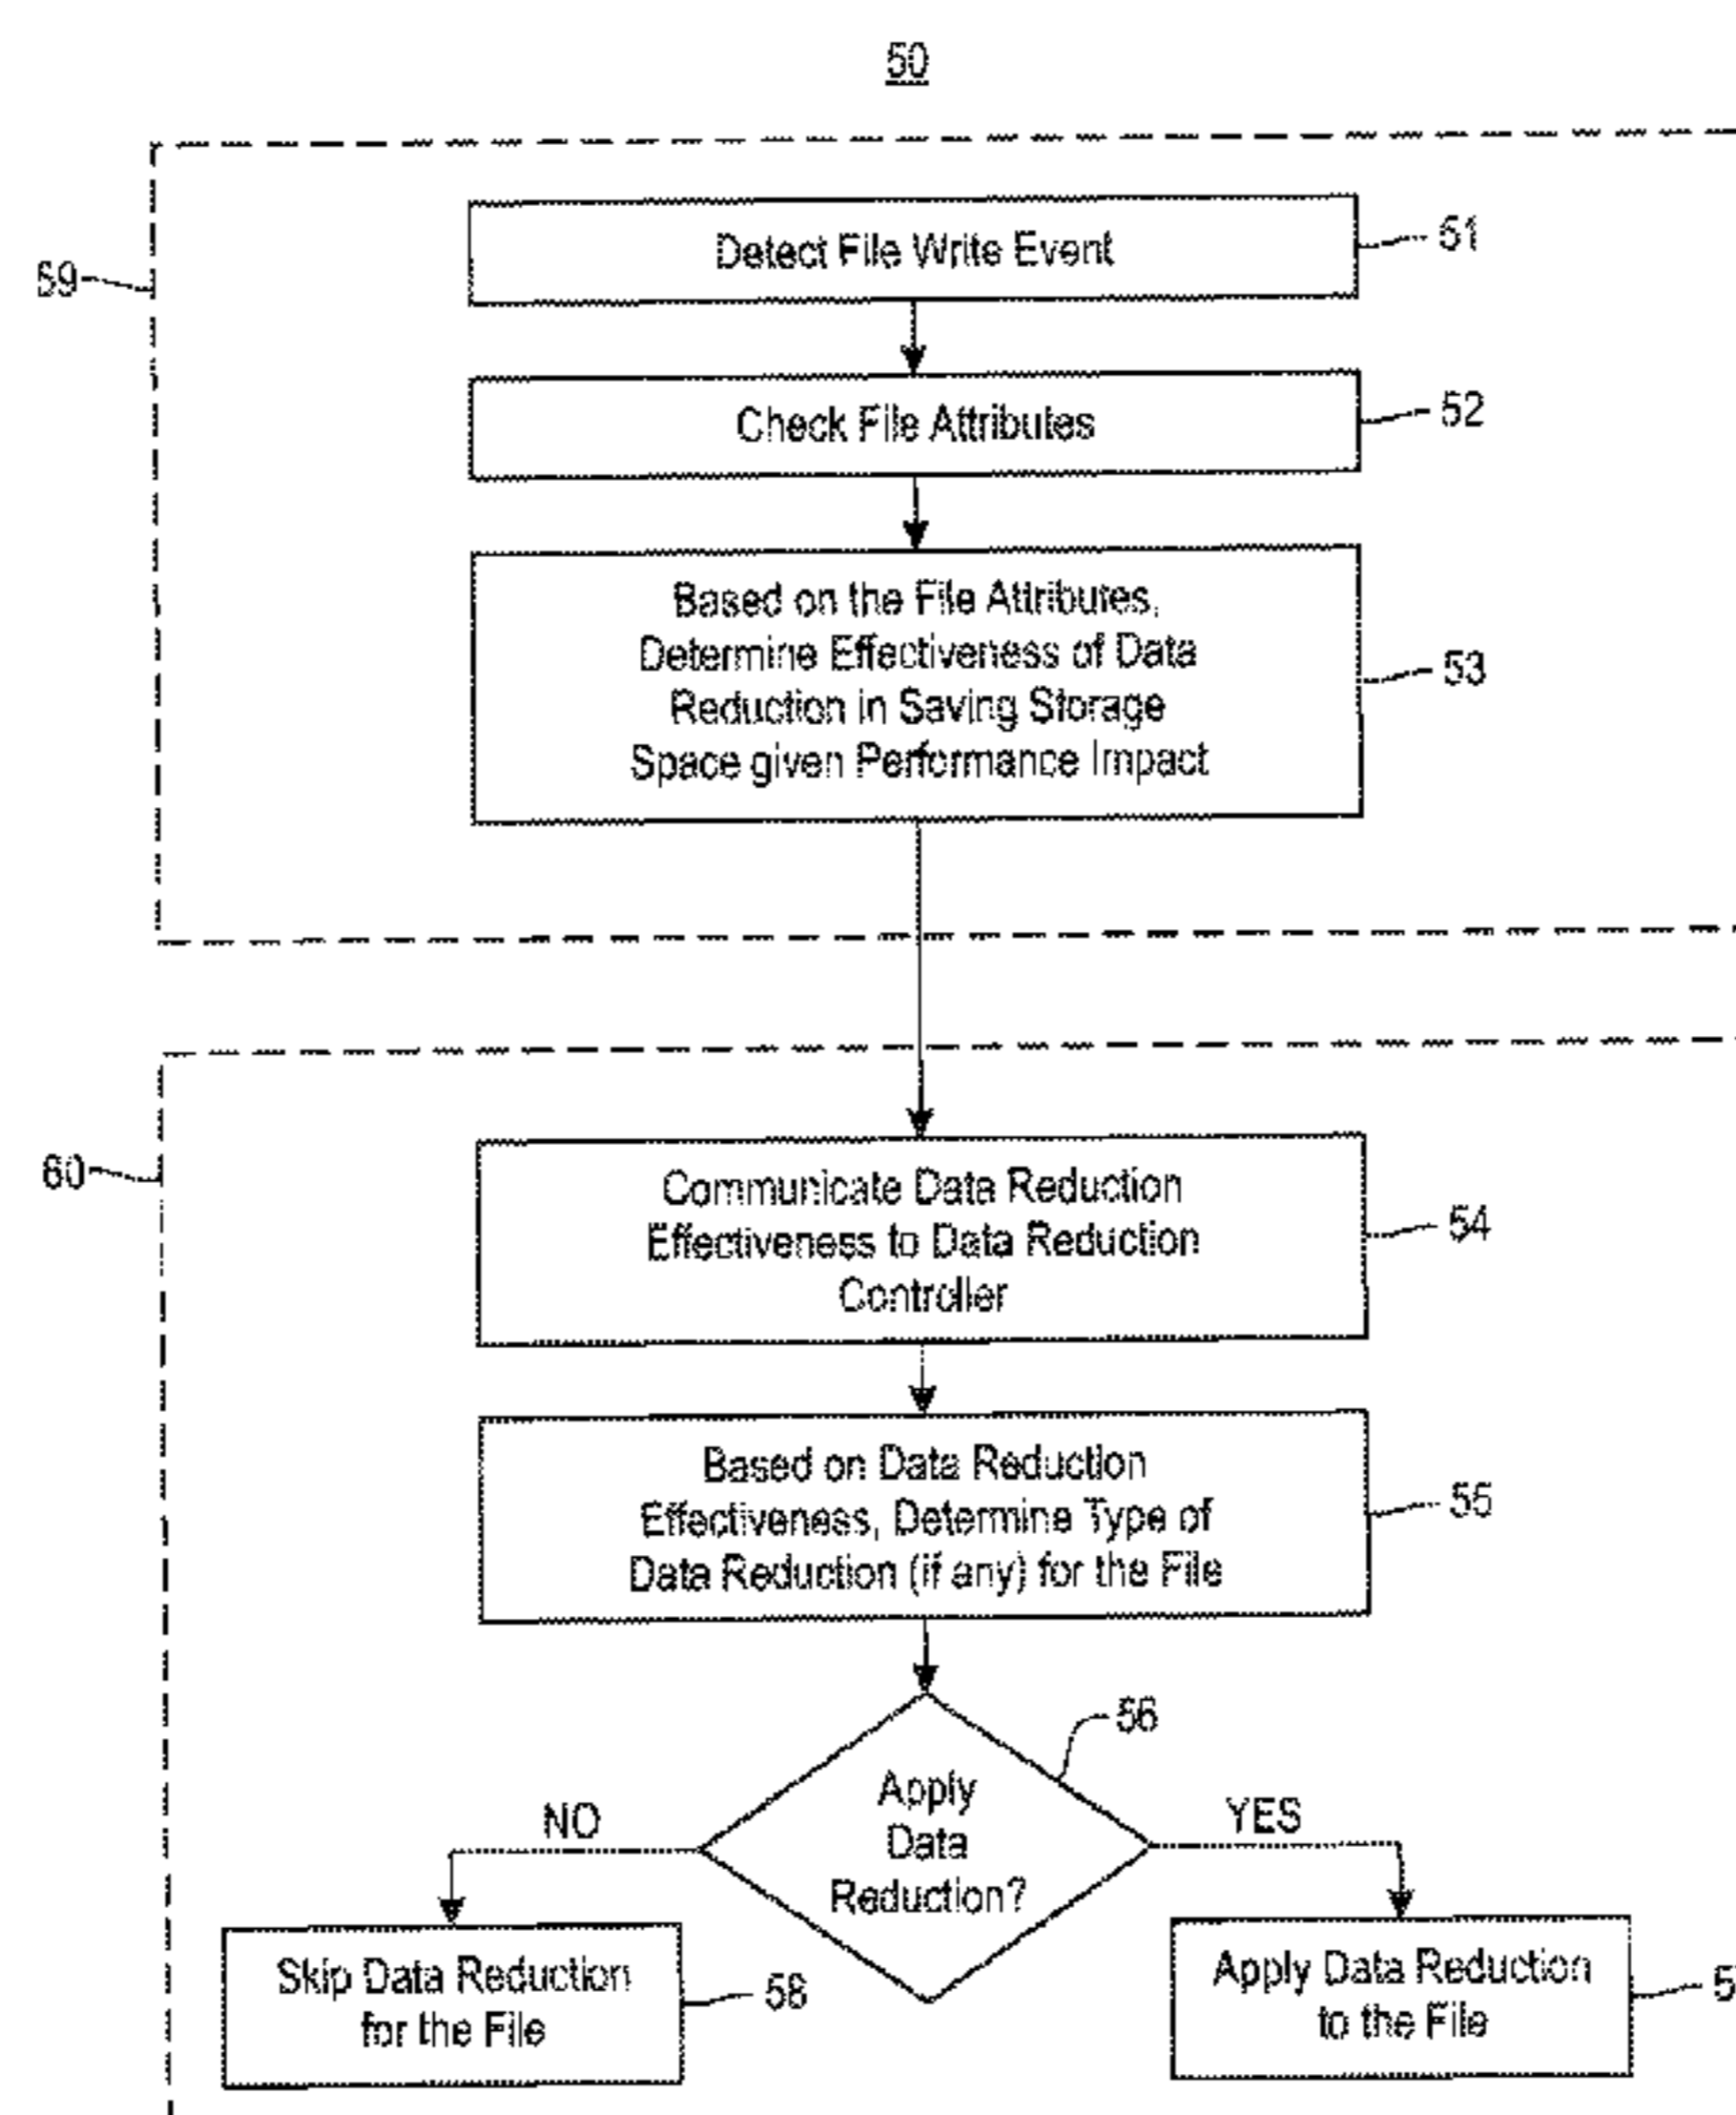 50
59
Detect File Write Event
51
Check File Attributes
52
Based on the File Attributes,
Determine Effectiveness of Data
Reduction in Saving Storage
Space given Performance Impact
53
60
Communicate Data Reduction
Effectiveness to Data Reduction
Controller
54
Based on Data Reduction
Effectiveness, Determine Type of
Data Reduction (if any) for the File
55
56
Apply
Data
Reduction?
NO
YES
Skip Data Reduction
for the File
58
Apply Data Reduction
to the File